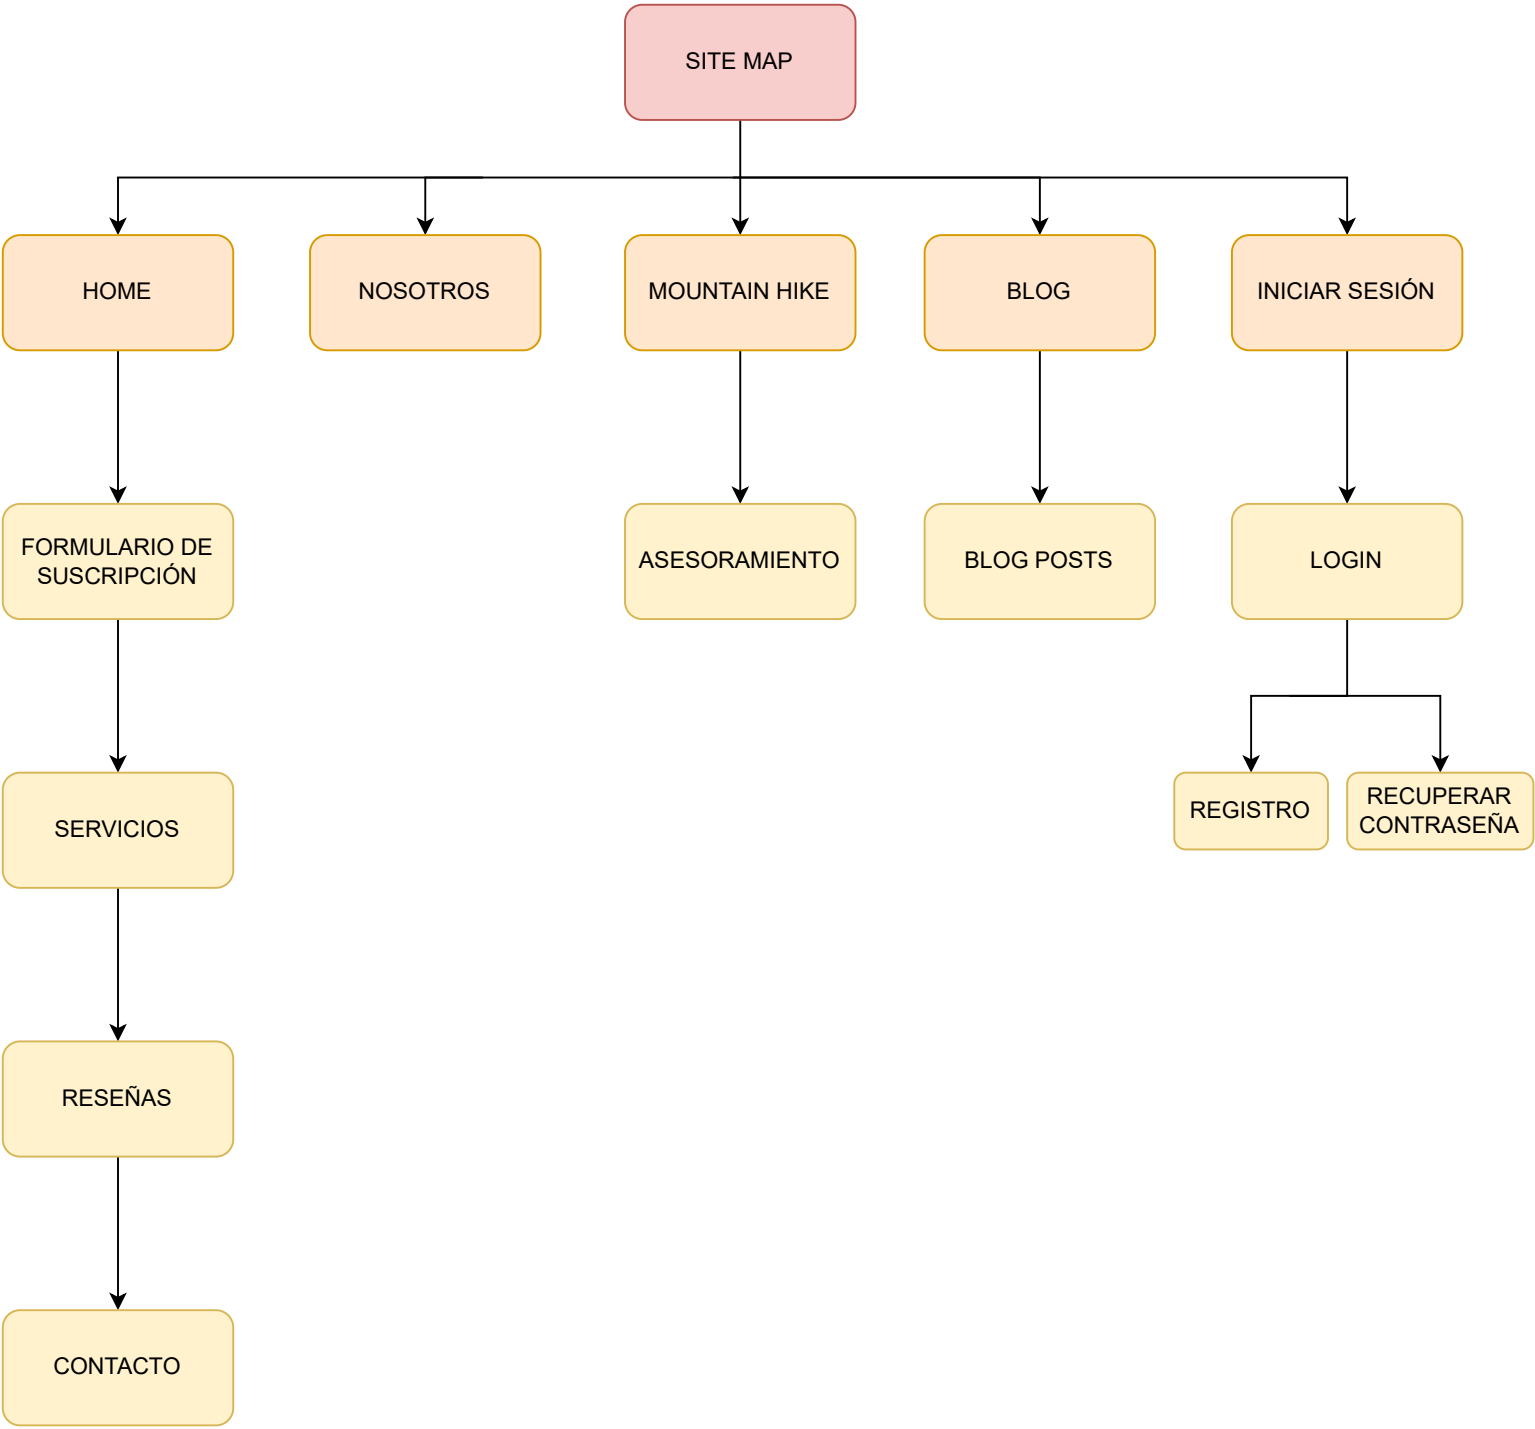 SITE MAP
HOME
NOSOTROS
MOUNTAIN HIKE
BLOG
INICIAR SESIÓN
FORMULARIO DE
SUSCRIPCIÓN
ASESORAMIENTO
BLOG POSTS
LOGIN
SERVICIOS
REGISTRO
RECUPERAR
CONTRASEÑA
RESEÑAS
CONTACTO